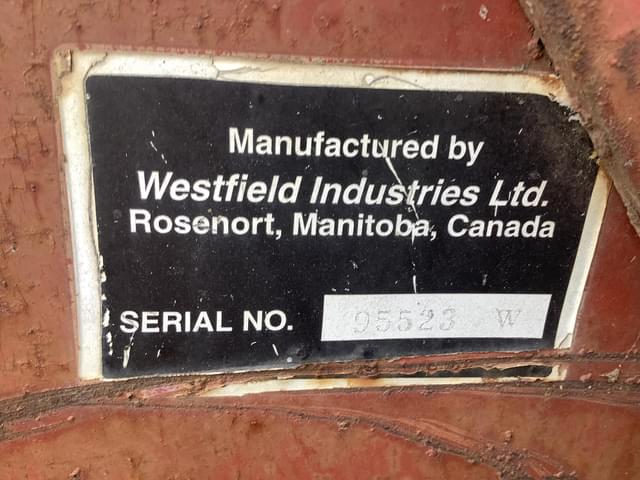 Manufactured by
Westfield Industries Ltd.
Rosenort, Manitoba, Canada
SERIAL NO. 95523 W